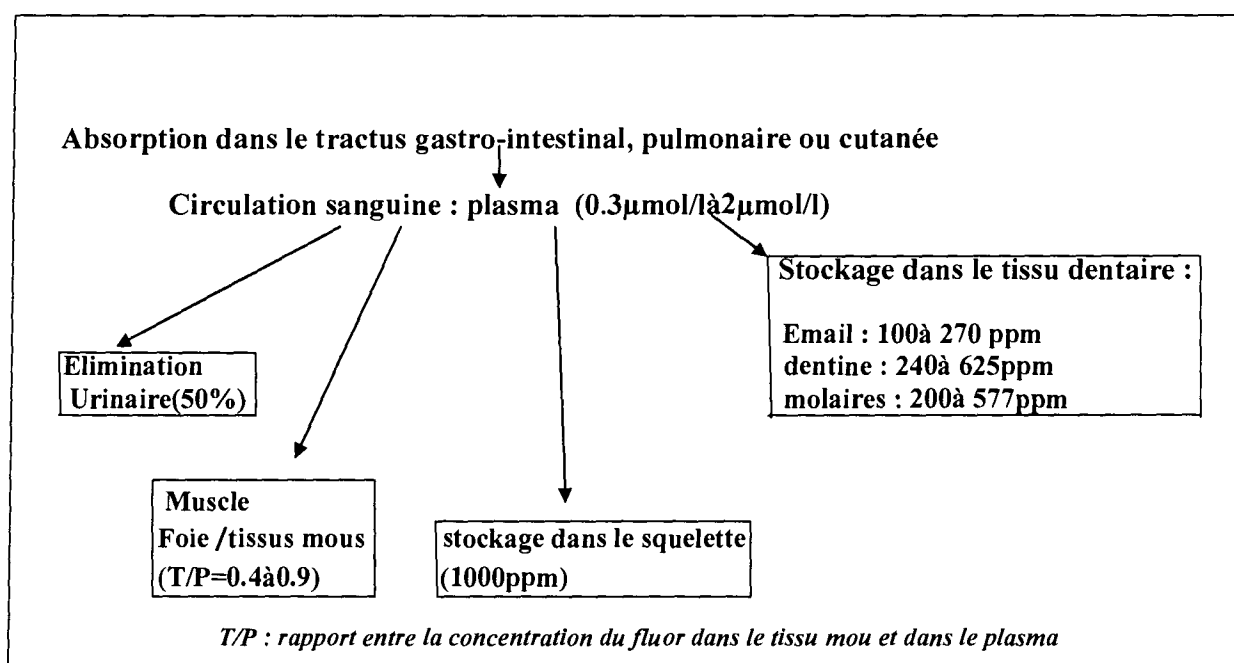 Absorption dans le tractus gastro-intestinal, pulmonaire ou cutanée
Circulation sanguine : plasma (0.3µmol/là2µmol/l)
Stockage dans le tissu dentaire :
Email : 100à 270 ppm
dentine : 240à 625ppm
molaires : 200à 577ppm
Elimination
Urinaire(50%)
Muscle
Foie /tissus mous
(T/P=0.4à0.9)
stockage dans le squelette
(1000ppm)
T/P : rapport entre la concentration du fluor dans le tissu mou et dans le plasma